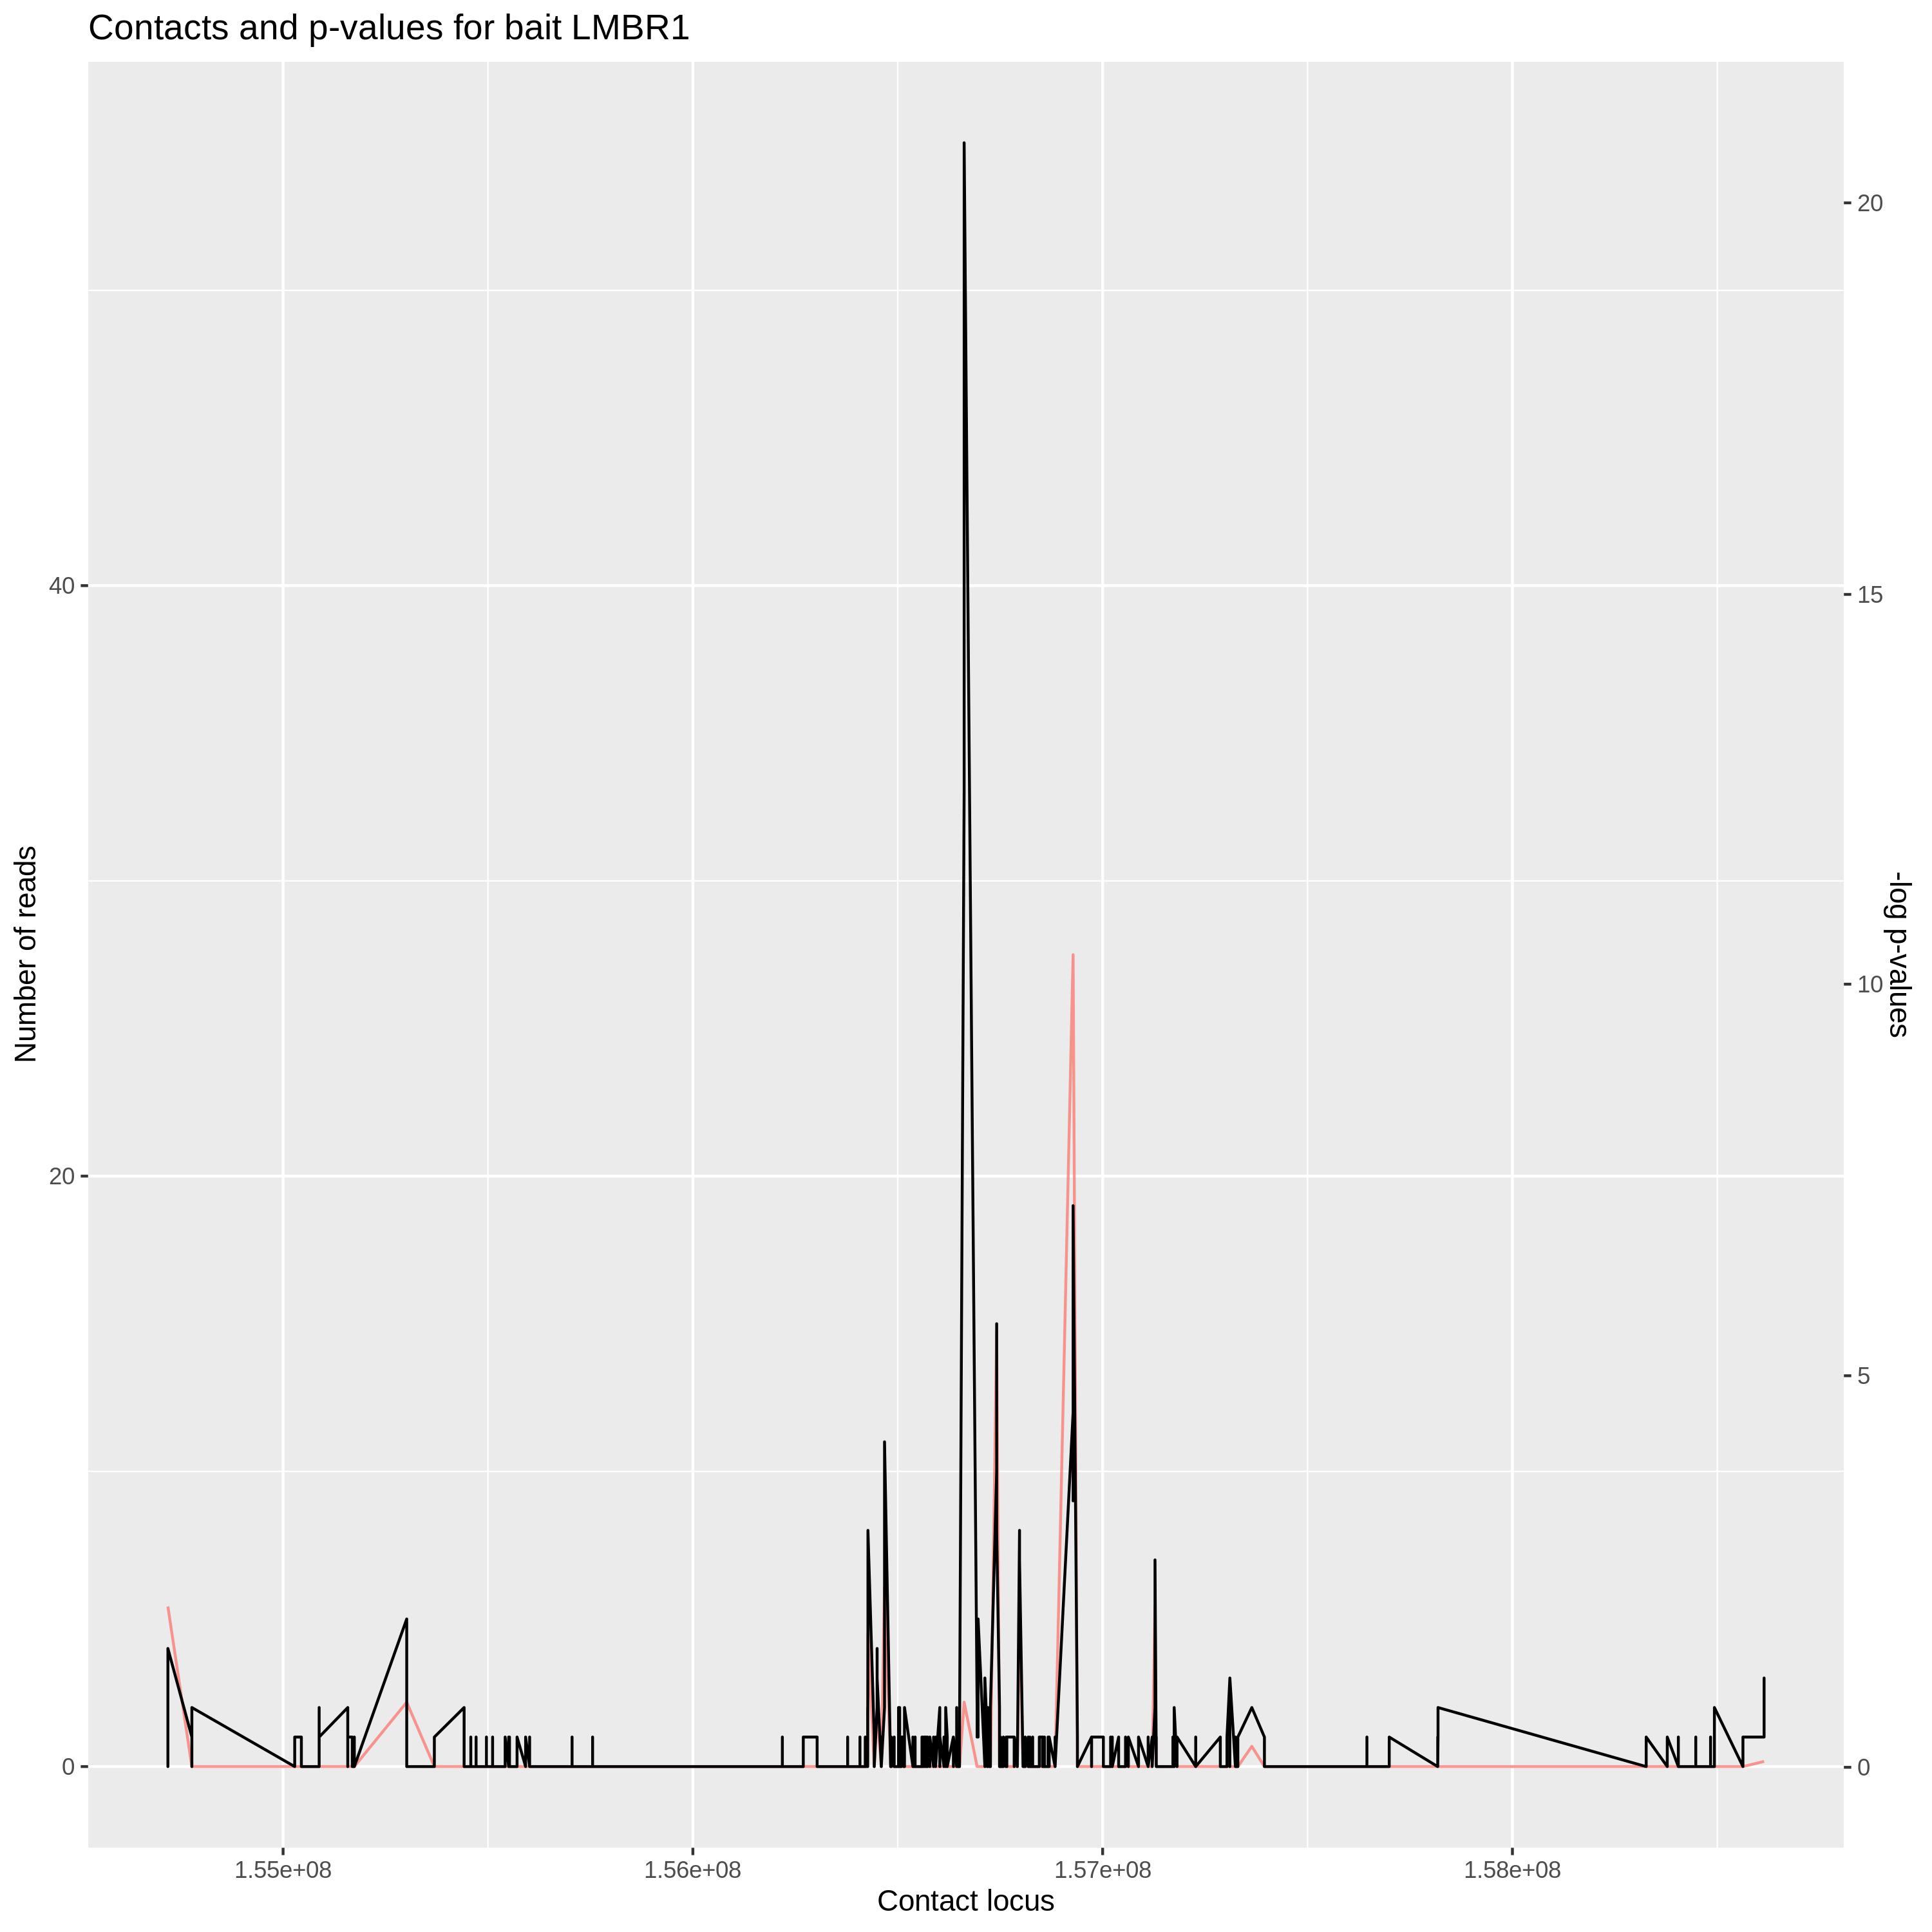 Contacts and p-values for bait LMBR1
Number of reads
40
20
0
20
15
10
5
0
-log p-values
1.55e+08
1.56e+08
1.57e+08
1.58e+08
Contact locus